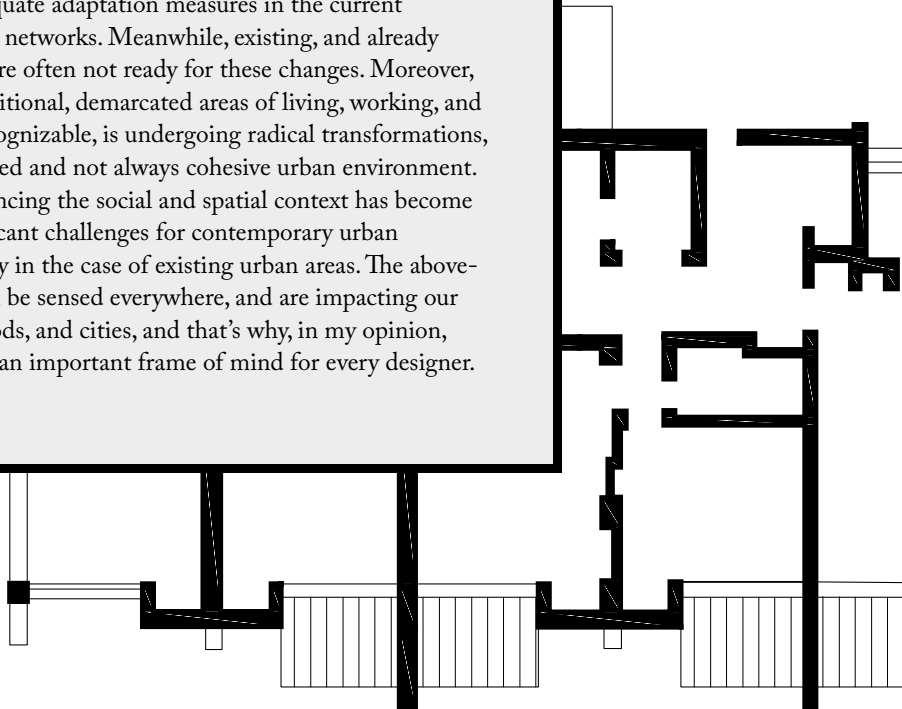 quate adaptation measures in the current
networks. Meanwhile, existing, and already
re often not ready for these changes. Moreover,
itional, demarcated areas of living, working, and
ognizable, is undergoing radical transformations,
ed and not always cohesive urban environment.
ncing the social and spatial context has become
cant challenges for contemporary urban
y in the case of existing urban areas. The above-
be sensed everywhere, and are impacting our
ods, and cities, and that’s why, in my opinion,
an important frame of mind for every designer.